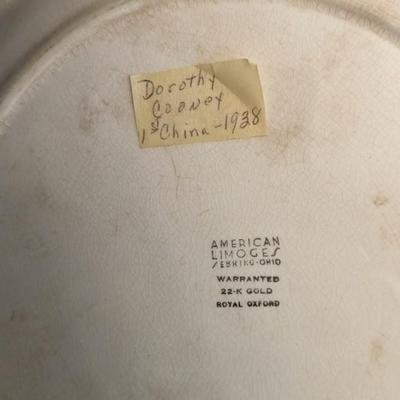 Dorothy
Cooney
1st China - 1938
AMERICAN
LIMOGES
SEBRING-OHIO
WARRANTED
22-K GOLD
ROYAL OXFORD